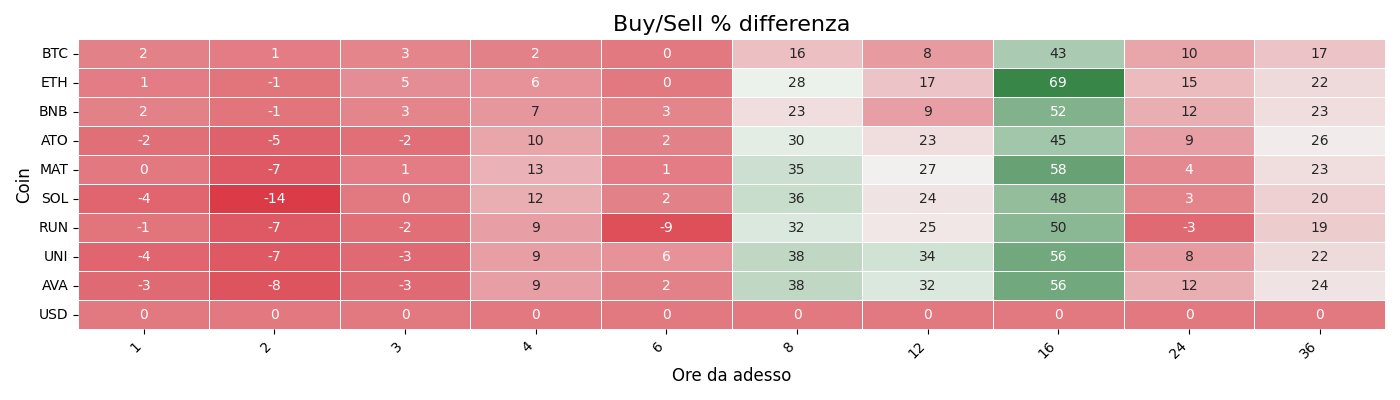 Buy/Sell % differenza
Coin
BTC 2 1 3 2 0 16 8 43 10 17
ETH 1 -1 5 6 0 28 17 69 15 22
BNB 2 -1 3 7 3 23 9 52 12 23
ATO -2 -5 -2 10 2 30 23 45 9 26
MAT 0 -7 1 13 1 35 27 58 4 23
SOL -4 -14 0 12 2 36 24 48 3 20
RUN -1 -7 -2 9 -9 32 25 50 -3 19
UNI -4 -7 -3 9 6 38 34 56 8 22
AVA -3 -8 -3 9 2 38 32 56 12 24
USD 0 0 0 0 0 0 0 0 0 0
1 2 3 4 6 8 12 16 24 36
Ore da adesso